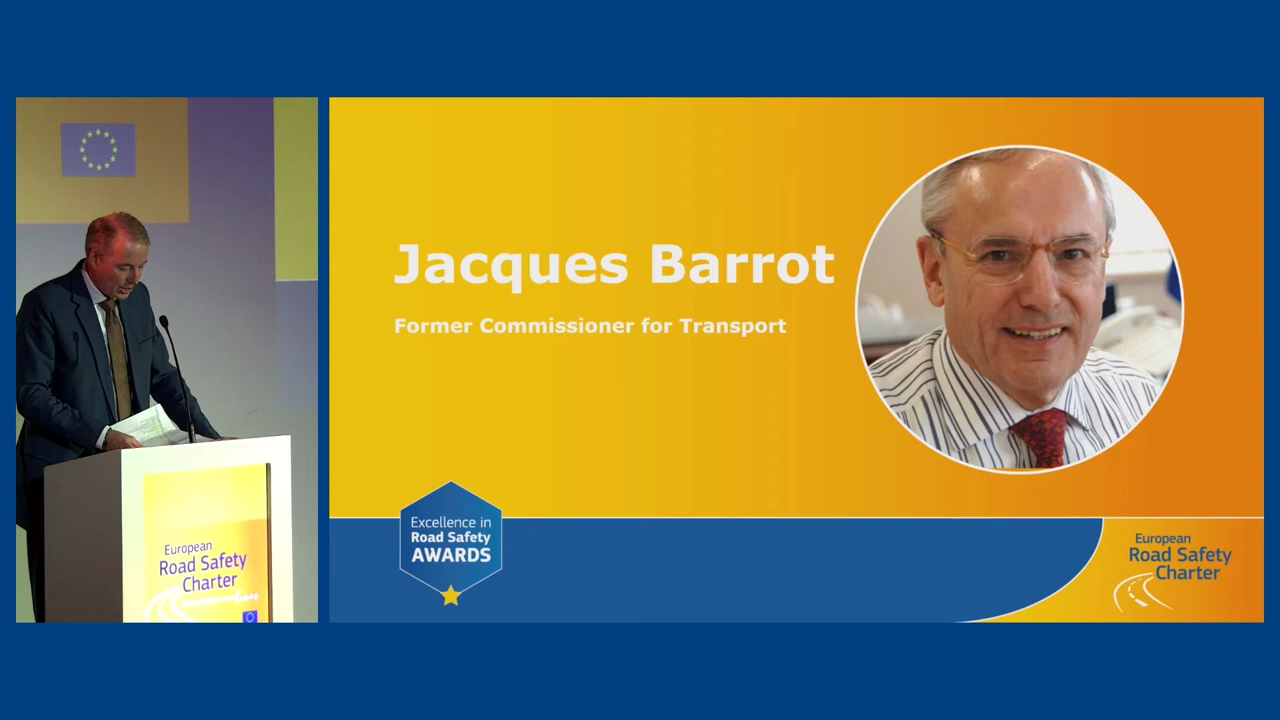 Jacques Barrot
Former Commissioner for Transport
Excellence in
Road Safety
AWARDS
European
Road Safety
Charter
European
Road Safety
Charter